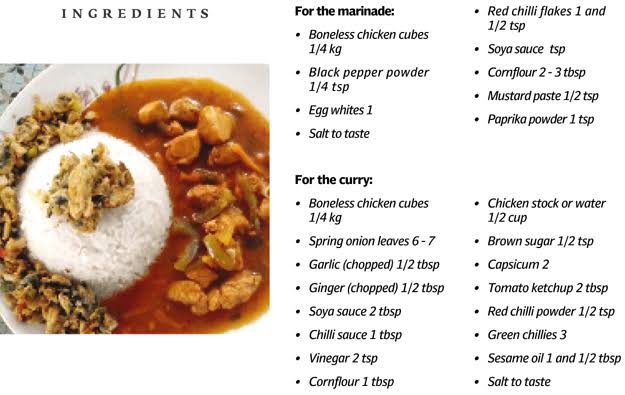 INGREDIENTS
For the marinade:
• Boneless chicken cubes
1/4 kg
• Black pepper powder
1/4 tsp
• Egg whites 1
• Salt to taste
• Red chilli flakes 1 and
1/2 tsp
• Soya sauce tsp
• Cornflour 2 - 3 tbsp
• Mustard paste 1/2 tsp
• Paprika powder 1 tsp
For the curry:
• Boneless chicken cubes
1/4 kg
• Spring onion leaves 6 - 7
• Garlic (chopped) 1/2 tbsp
• Ginger (chopped) 1/2 tbsp
• Soya sauce 2 tbsp
• Chilli sauce 1 tbsp
• Vinegar 2 tsp
• Cornflour 1 tbsp
• Chicken stock or water
1/2 cup
• Brown sugar 1/2 tsp
• Capsicum 2
• Tomato ketchup 2 tbsp
• Red chilli powder 1/2 tsp
• Green chillies 3
• Sesame oil 1 and 1/2 tbsp
• Salt to taste